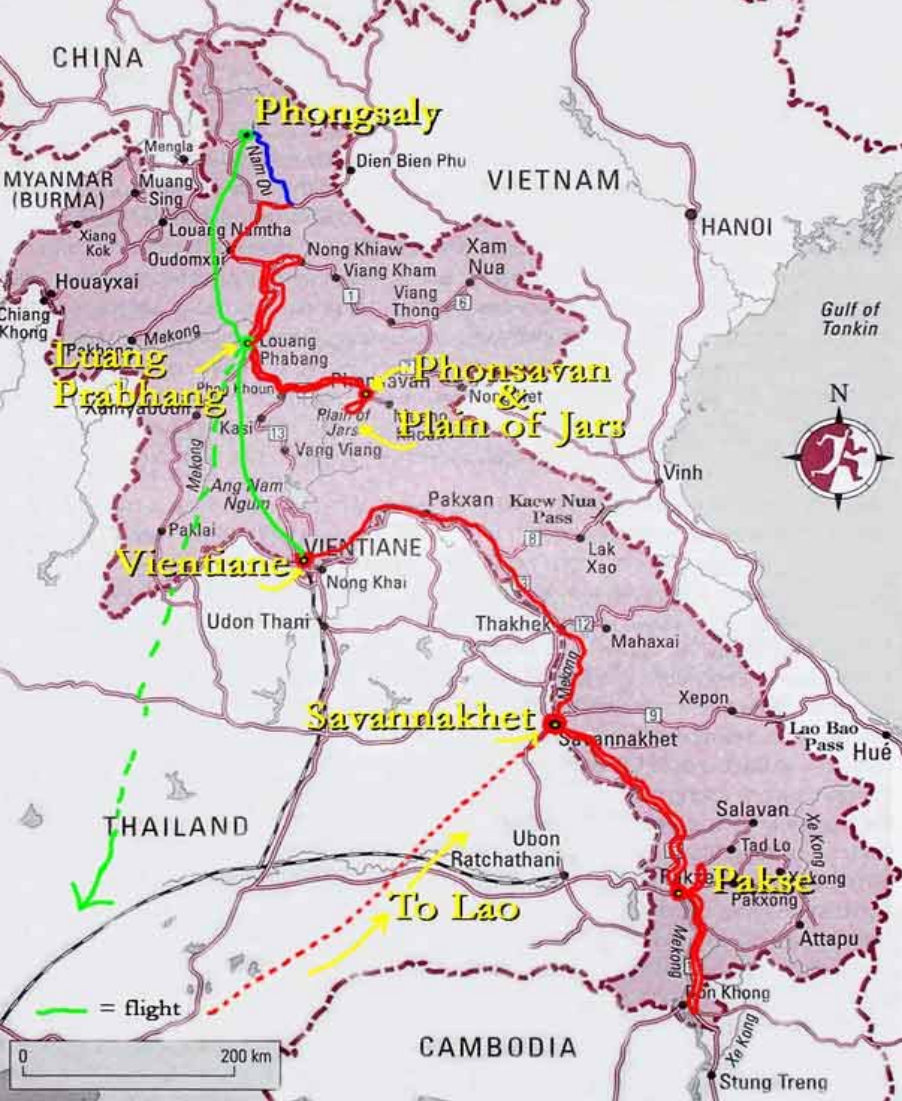 CHINA
Phongsaly
Mengla
Nam Ou
Dien Bien Phu
MYANMAR
(BURMA)
Muang
Sing
VIETNAM
HANOI
Xiang
Kok
Louang Namtha
Oudomxai
Nong Khiaw
Xam
Nua
Houayxai
Viang Kham
Viang
Thong
1
6
Chiang
Khong
Gulf of
Tonkin
Mekong
Louang
Phabang
Luang
Prabhang
Phonsavan
&
Plain of Jars
N
Plain of
Jars
Kasi
13
Vang Viang
Mekong
Vinh
Ang Nam
Ngum
Pakxan
Kaew Nua
Pass
8
Paklai
VIENTIANE
Vientiane
Lak
Xao
Nong Khai
Udon Thani
Thakhek
12
Mahaxai
Mekong
Xepon
Savannakhet
9
Savannakhet
Lao Bao
Pass
Hué
THAILAND
Salavan
Ubon
Ratchathani
Tad Lo
Xe Kong
Pakse
Pakxong
To Lao
Attapu
Mekong
= flight
Xe Kong
CAMBODIA
0
200 km
Stung Treng